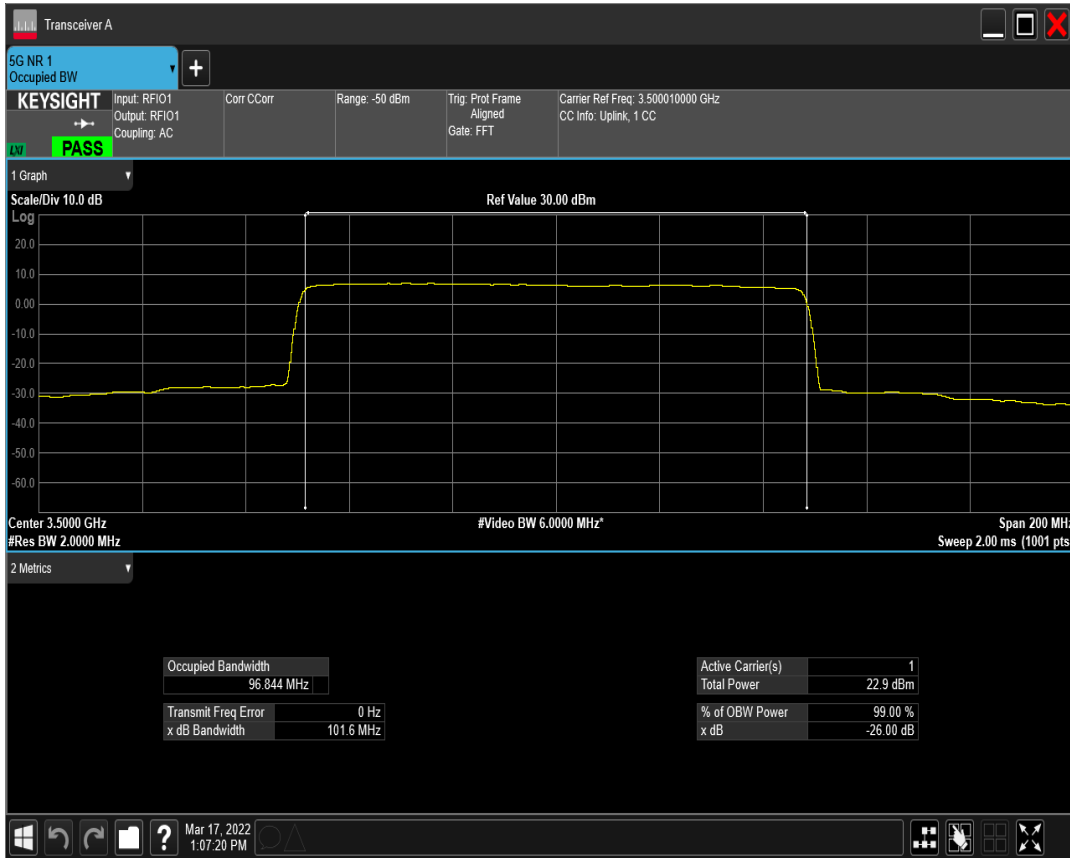 Transceiver A
5G NR 1
Occupied BW
+
KEYSIGHT
LXI
PASS
Input: RFIO1
Output: RFIO1
Coupling: AC
Corr CCorr
Range: -50 dBm
Trig: Prot Frame
Aligned
Gate: FFT
Carrier Ref Freq: 3.500010000 GHz
CC Info: Uplink, 1 CC
1 Graph
Scale/Div 10.0 dB
Ref Value 30.00 dBm
Log
20.0
10.0
0.00
-10.0
-20.0
-30.0
-40.0
-50.0
-60.0
Center 3.5000 GHz
#Video BW 6.0000 MHz*
Span 200 MHz
#Res BW 2.0000 MHz
Sweep 2.00 ms (1001 pts
2 Metrics
Occupied Bandwidth
96.844 MHz
Transmit Freq Error 0 Hz
x dB Bandwidth 101.6 MHz
Active Carrier(s) 1
Total Power 22.9 dBm
% of OBW Power 99.00 %
x dB -26.00 dB
?
Mar 17, 2022
1:07:20 PM